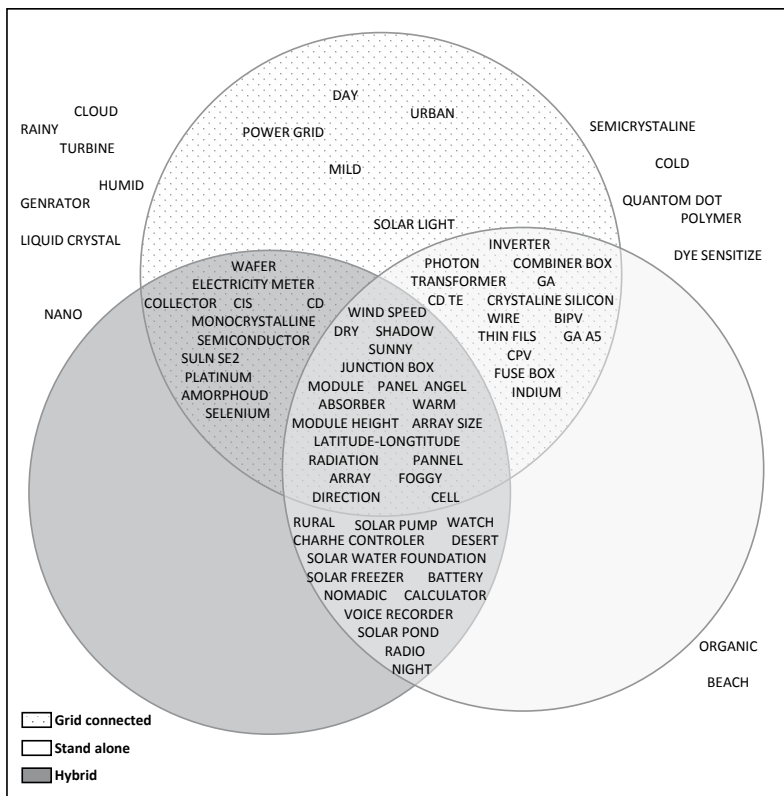 DAY
URBAN
POWER GRID
MILD
SOLAR LIGHT
CLOUD
RAINY
TURBINE
HUMID
GENRATOR
LIQUID CRYSTAL
NANO
SEMICRYSTALINE
COLD
QUANTOM DOT
POLYMER
DYE SENSITIZE
WAFER
ELECTRICITY METER
COLLECTOR CIS CD
MONOCRYSTALLINE
SEMICONDUCTOR
SULN SE2
PLATINUM
AMORPHOUD
SELENIUM
INVERTER
PHOTON COMBINER BOX
TRANSFORMER GA
CD TE CRYSTALINE SILICON
WIRE BIPV
THIN FILS GA A5
CPV
FUSE BOX
INDIUM
WIND SPEED
DRY SHADOW
SUNNY
JUNCTION BOX
MODULE PANEL ANGEL
ABSORBER WARM
MODULE HEIGHT ARRAY SIZE
LATITUDE-LONGTITUDE
RADIATION PANNEL
ARRAY FOGGY
DIRECTION CELL
RURAL SOLAR PUMP WATCH
CHARHE CONTROLER DESERT
SOLAR WATER FOUNDATION
SOLAR FREEZER BATTERY
NOMADIC CALCULATOR
VOICE RECORDER
SOLAR POND
RADIO
NIGHT
ORGANIC
BEACH
Grid connected
Stand alone
Hybrid